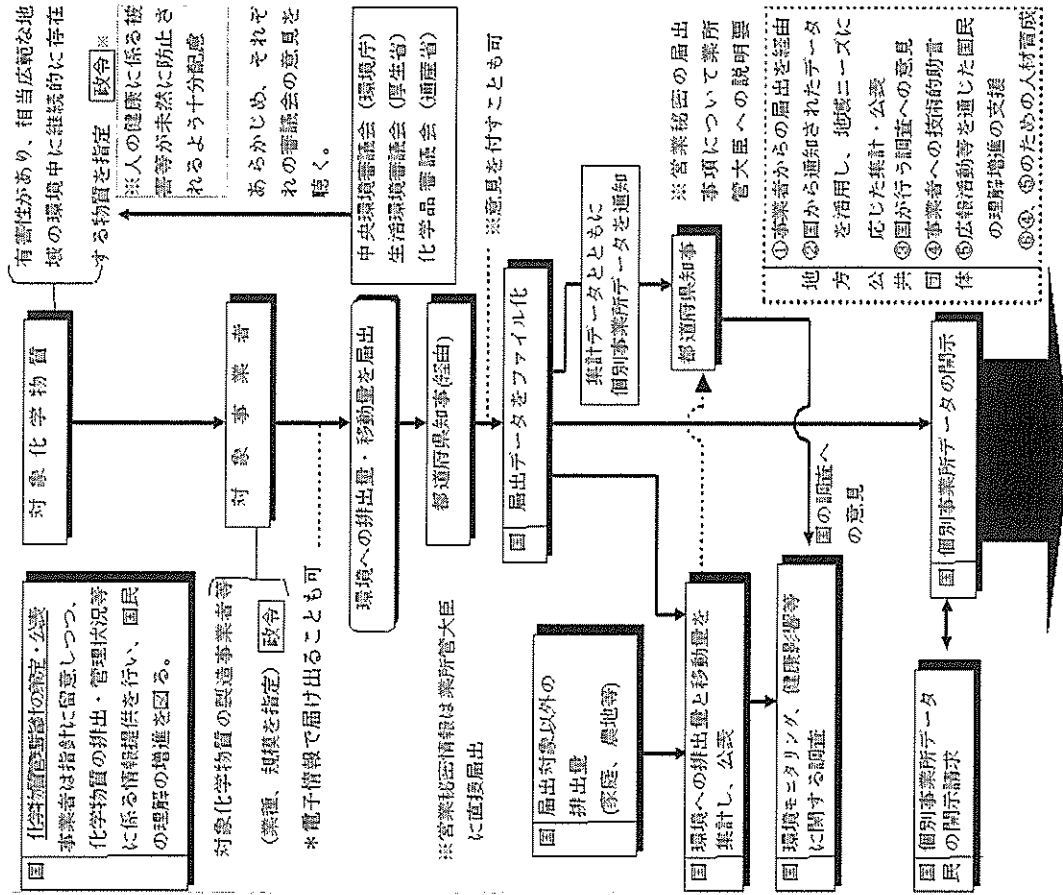 国 化学物質管理指針の策定・公表
事業者は指針に留意しつつ、
化学物質の排出・管理状況等
に係る情報提供を行い、国民
の理解の増進を図る。
対象化学物質
有害性があり、相当広範な地
域の環境中に継続的に存在
する物質を指定 政令※
※人の健康に係る被
害等が未然に防止さ
れるよう十分配慮
あらかじめ、それぞ
れの審議会の意見を
聴く。
中央環境審議会(環境庁)
生活環境審議会(厚生省)
化学品審議会(通産省)
対象事業者
対象化学物質の製造事業者等
(業種、規模を指定) 政令
*電子情報で届け出ることも可
環境への排出量・移動量を届出
都道府県知事(経由)
※意見を付すことも可
※営業秘密情報は業所管大臣
に直接届出
国 届出データをファイル化
集計データとともに
個別事業所データを通知
都道府県知事
※営業秘密の届出
事項について業所
管大臣への説明要
国 届出対象以外の
排出量
(家庭、農地等)
国 環境への排出量と移動量を
集計し、公表
国 環境モニタリング、健康影響等
に関する調査
国の調査へ
の意見
地方公共団体
①事業者からの届出を経由
②国から通知されたデータ
を活用し、地域ニーズに
応じた集計・公表
③国が行う調査への意見
④事業者への技術的助言
⑤広報活動等を通じた国民
の理解増進の支援
⑥④、⑤のための人材育成
国 個別事業所データの開示
国民 個別事業所データ
の開示請求